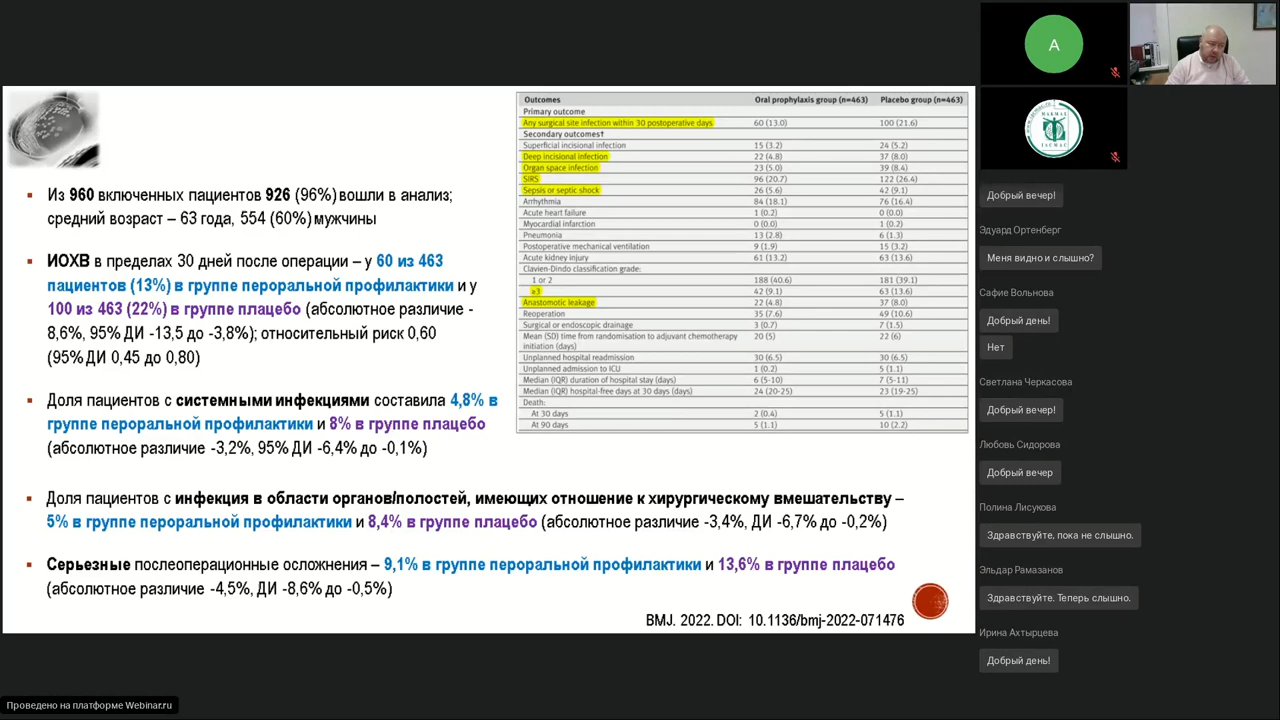 Из 960 включенных пациентов 926 (96%) вошли в анализ;
средний возраст – 63 года, 554 (60%) мужчины
ИОХВ в пределах 30 дней после операции – у 60 из 463
пациентов (13%) в группе пероральной профилактики и у
100 из 463 (22%) в группе плацебо (абсолютное различие -
8,6%, 95% ДИ -13,5 до -3,8%); относительный риск 0,60
(95% ДИ 0,45 до 0,80)
Доля пациентов с системными инфекциями составила 4,8% в
группе пероральной профилактики и 8% в группе плацебо
(абсолютное различие -3,2%, 95% ДИ -6,4% до -0,1%)
Доля пациентов с инфекция в области органов/полостей, имеющих отношение к хирургическому вмешательству –
5% в группе пероральной профилактики и 8,4% в группе плацебо (абсолютное различие -3,4%, ДИ -6,7% до -0,2%)
Серьезные послеоперационные осложнения – 9,1% в группе пероральной профилактики и 13,6% в группе плацебо
(абсолютное различие -4,5%, ДИ -8,6% до -0,5%)
BMJ. 2022. DOI: 10.1136/bmj-2022-071476
Outcomes Oral prophylaxis group (n=463) Placebo group (n=463)
Primary outcome
Any surgical site infection within 30 postoperative days 60 (13.0) 100 (21.6)
Secondary outcomes†
Superficial incisional infection 15 (3.2) 24 (5.2)
Deep incisional infection 22 (4.8) 37 (8.0)
Organ space infection 23 (5.0) 39 (8.4)
SIRS 96 (20.7) 122 (26.4)
Sepsis or septic shock 26 (5.6) 42 (9.1)
Arrhythmia 84 (18.1) 76 (16.4)
Acute heart failure 1 (0.2) 0 (0.0)
Myocardial infarction 0 (0.0) 1 (0.2)
Pneumonia 13 (2.8) 6 (1.3)
Postoperative mechanical ventilation 9 (1.9) 15 (3.2)
Acute kidney injury 61 (13.2) 63 (13.6)
Clavien-Dindo classification grade:
1 or 2 188 (40.6) 181 (39.1)
≥3 42 (9.1) 63 (13.6)
Anastomotic leakage 22 (4.8) 37 (8.0)
Reoperation 35 (7.6) 49 (10.6)
Surgical or endoscopic drainage 3 (0.7) 7 (1.5)
Mean (SD) time from randomisation to adjuvant chemotherapy 20 (5) 22 (6)
initiation (days)
Unplanned hospital readmission 30 (6.5) 30 (6.5)
Unplanned admission to ICU 1 (0.2) 5 (1.1)
Median (IQR) duration of hospital stay (days) 6 (5-10) 7 (5-11)
Median (IQR) hospital-free days at 30 days (days) 24 (20-25) 23 (19-25)
Death:
At 30 days 2 (0.4) 5 (1.1)
At 90 days 5 (1.1) 10 (2.2)
A
Добрый вечер!
Эдуард Ортенберг
Меня видно и слышно?
Сафие Вольнова
Добрый день!
Нет
Светлана Черкасова
Добрый вечер!
Любовь Сидорова
Добрый вечер
Полина Лисукова
Здравствуйте, пока не слышно.
Эльдар Рамазанов
Здравствуйте. Теперь слышно.
Ирина Ахтырцева
Добрый день!
Проведено на платформе Webinar.ru